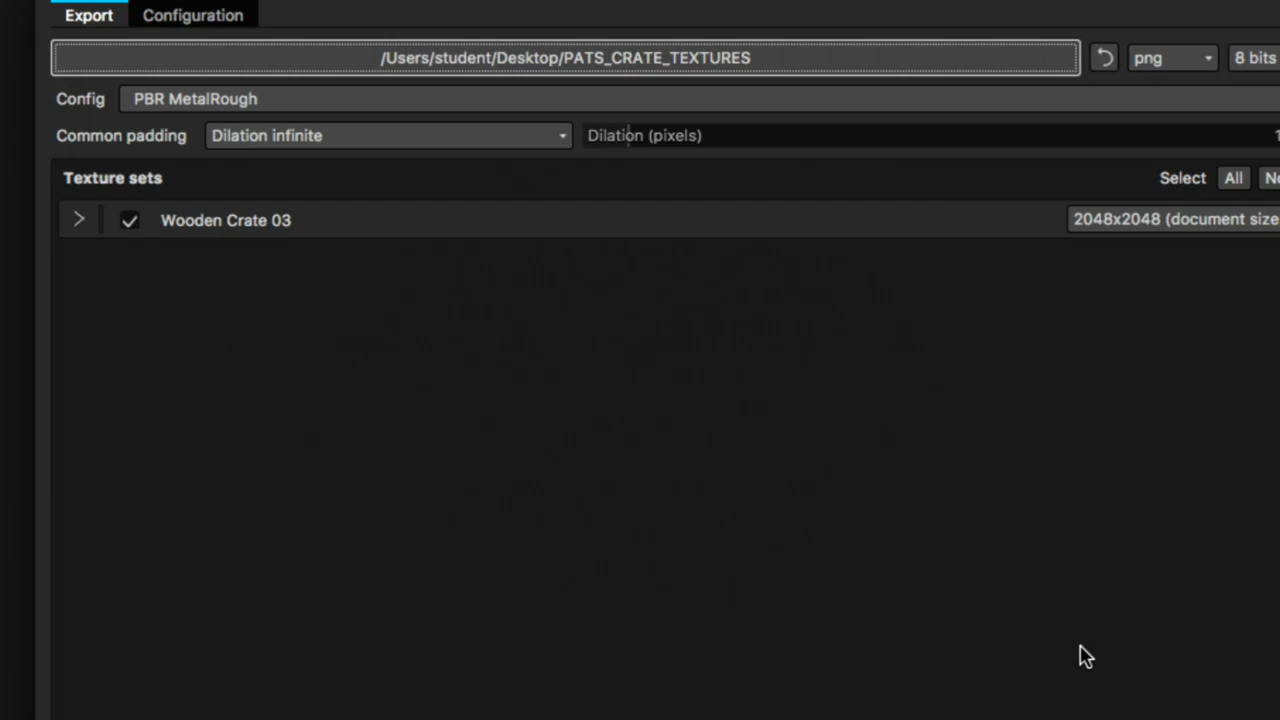 Export Configuration
/Users/student/Desktop/PATS_CRATE_TEXTURES png 8 bits
Config PBR MetalRough
Common padding Dilation infinite Dilation (pixels)
Texture sets Select All
Wooden Crate 03 2048x2048 (document size